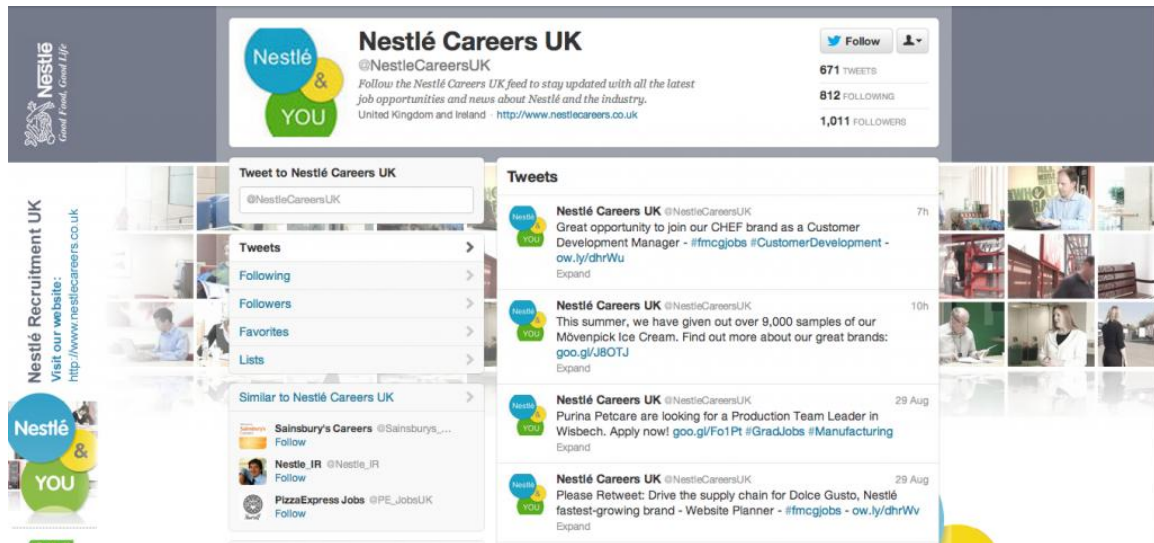 Nestlé
Good Food, Good Life
Nestlé Recruitment UK
Visit our website:
http://www.nestlecareers.co.uk
Nestlé
&
YOU
Nestlé
&
YOU
Nestlé Careers UK
@NestleCareersUK
Follow the Nestlé Careers UK feed to stay updated with all the latest
job opportunities and news about Nestlé and the industry.
United Kingdom and Ireland · http://www.nestlecareers.co.uk
Follow
671 TWEETS
812 FOLLOWING
1,011 FOLLOWERS
Tweet to Nestlé Careers UK
@NestleCareersUK
Tweets
Following
Followers
Favorites
Lists
Similar to Nestlé Careers UK
Sainsbury's Careers @Sainsburys_...
Follow
Nestle_IR @Nestle_IR
Follow
PizzaExpress Jobs @PE_JobsUK
Follow
Tweets
Nestlé
YOU
Nestlé Careers UK @NestleCareersUK 7h
Great opportunity to join our CHEF brand as a Customer
Development Manager - #fmcgjobs #CustomerDevelopment -
ow.ly/dhrWu
Expand
Nestlé
YOU
Nestlé Careers UK @NestleCareersUK 10h
This summer, we have given out over 9,000 samples of our
Mövenpick Ice Cream. Find out more about our great brands:
goo.gl/J8OTJ
Expand
Nestlé
YOU
Nestlé Careers UK @NestleCareersUK 29 Aug
Purina Petcare are looking for a Production Team Leader in
Wisbech. Apply now! goo.gl/Fo1Pt #GradJobs #Manufacturing
Expand
Nestlé
YOU
Nestlé Careers UK @NestleCareersUK 29 Aug
Please Retweet: Drive the supply chain for Dolce Gusto, Nestlé
fastest-growing brand - Website Planner - #fmcgjobs - ow.ly/dhrWv
Expand